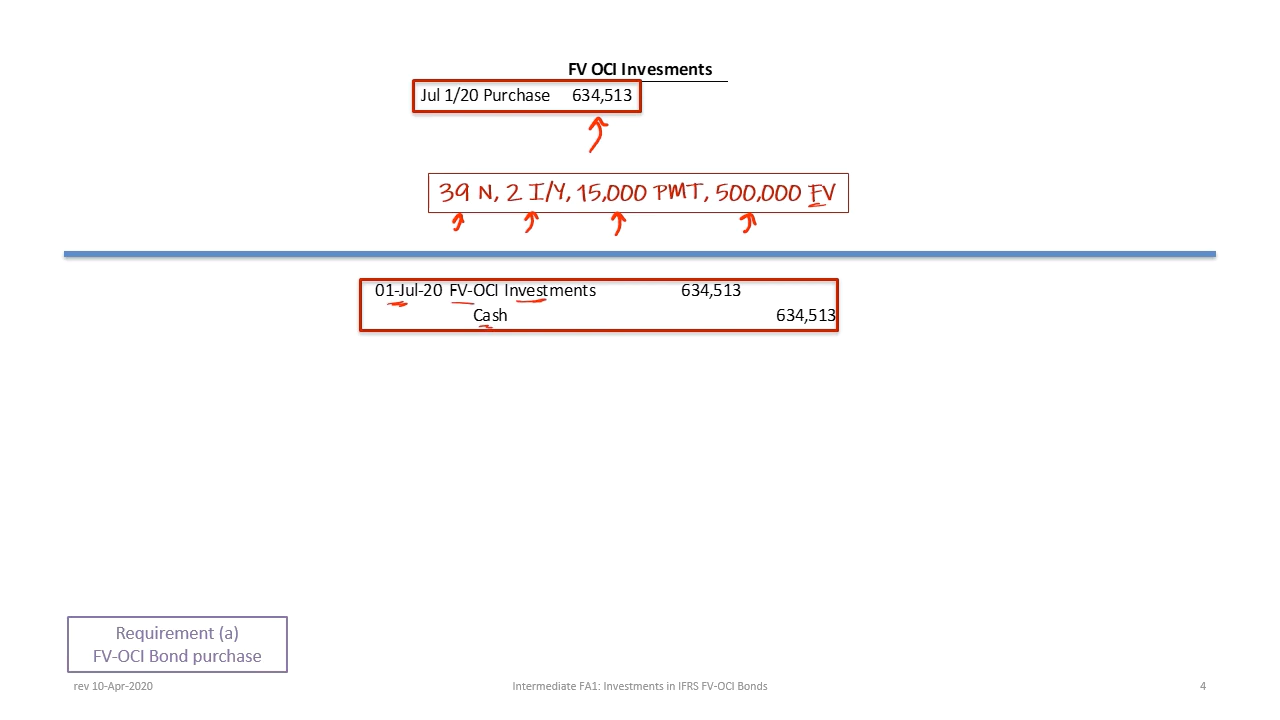 FV OCI Invesments
Jul 1/20 Purchase 634,513
39 N, 2 I/Y, 15,000 PMT, 500,000 FV
01-Jul-20 FV-OCI Investments 634,513
Cash 634,513
Requirement (a)
FV-OCI Bond purchase
rev 10-Apr-2020 Intermediate FA1: Investments in IFRS FV-OCI Bonds 4